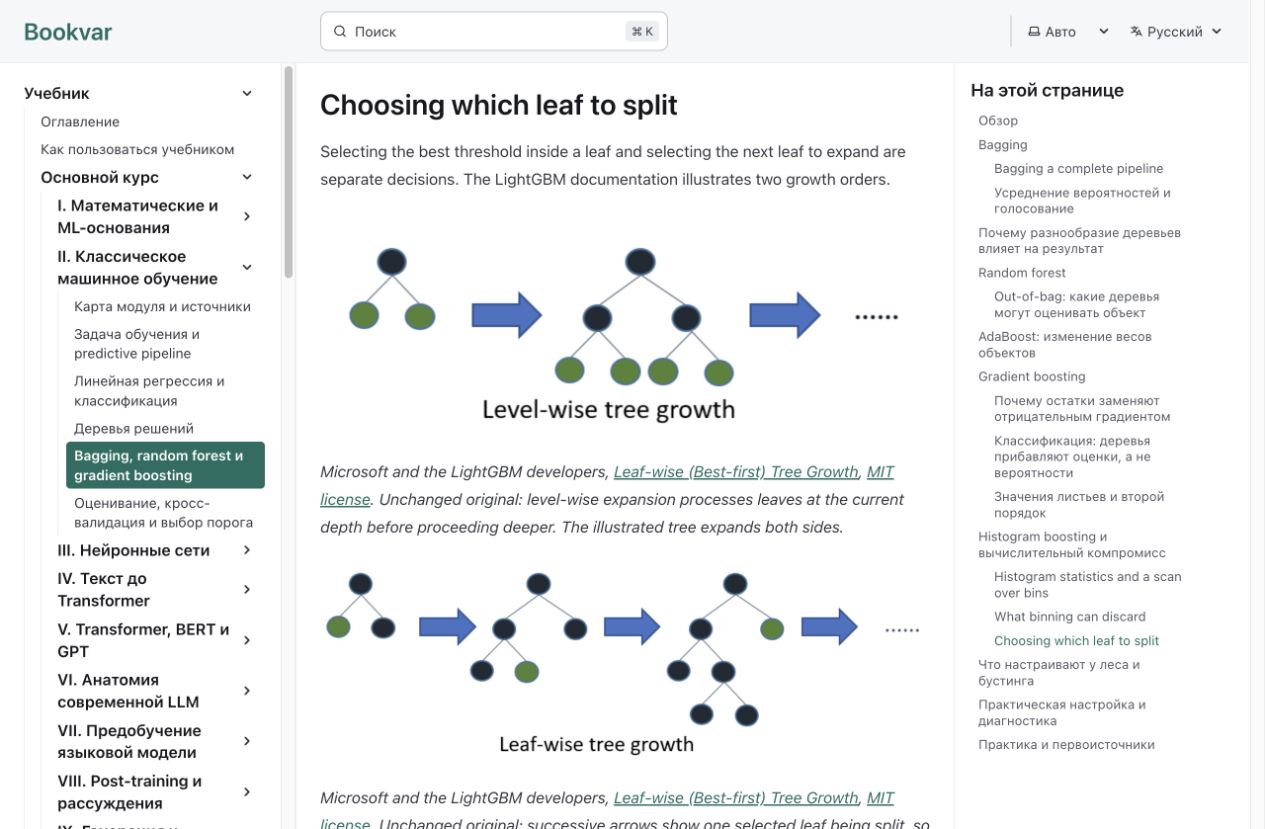 Bookvar
Поиск
⌘ K
Авто
Русский
Учебник
Оглавление
Как пользоваться учебником
Основной курс
I. Математические и
ML-основания
II. Классическое
машинное обучение
Карта модуля и источники
Задача обучения и
predictive pipeline
Линейная регрессия и
классификация
Деревья решений
Bagging, random forest и
gradient boosting
Оценивание, кросс-
валидация и выбор порога
III. Нейронные сети
IV. Текст до
Transformer
V. Transformer, BERT и
GPT
VI. Анатомия
современной LLM
VII. Предобучение
языковой модели
VIII. Post-training и
рассуждения
Choosing which leaf to split
Selecting the best threshold inside a leaf and selecting the next leaf to expand are
separate decisions. The LightGBM documentation illustrates two growth orders.
......
Level-wise tree growth
Microsoft and the LightGBM developers, Leaf-wise (Best-first) Tree Growth, MIT
license. Unchanged original: level-wise expansion processes leaves at the current
depth before proceeding deeper. The illustrated tree expands both sides.
......
Leaf-wise tree growth
Microsoft and the LightGBM developers, Leaf-wise (Best-first) Tree Growth, MIT
license. Unchanged original: successive arrows show one selected leaf being split, so
На этой странице
Обзор
Bagging
Bagging a complete pipeline
Усреднение вероятностей и
голосование
Почему разнообразие деревьев
влияет на результат
Random forest
Out-of-bag: какие деревья
могут оценивать объект
AdaBoost: изменение весов
объектов
Gradient boosting
Почему остатки заменяют
отрицательным градиентом
Классификация: деревья
прибавляют оценки, а не
вероятности
Значения листьев и второй
порядок
Histogram boosting и
вычислительный компромисс
Histogram statistics and a scan
over bins
What binning can discard
Choosing which leaf to split
Что настраивают у леса и
бустинга
Практическая настройка и
диагностика
Практика и первоисточники